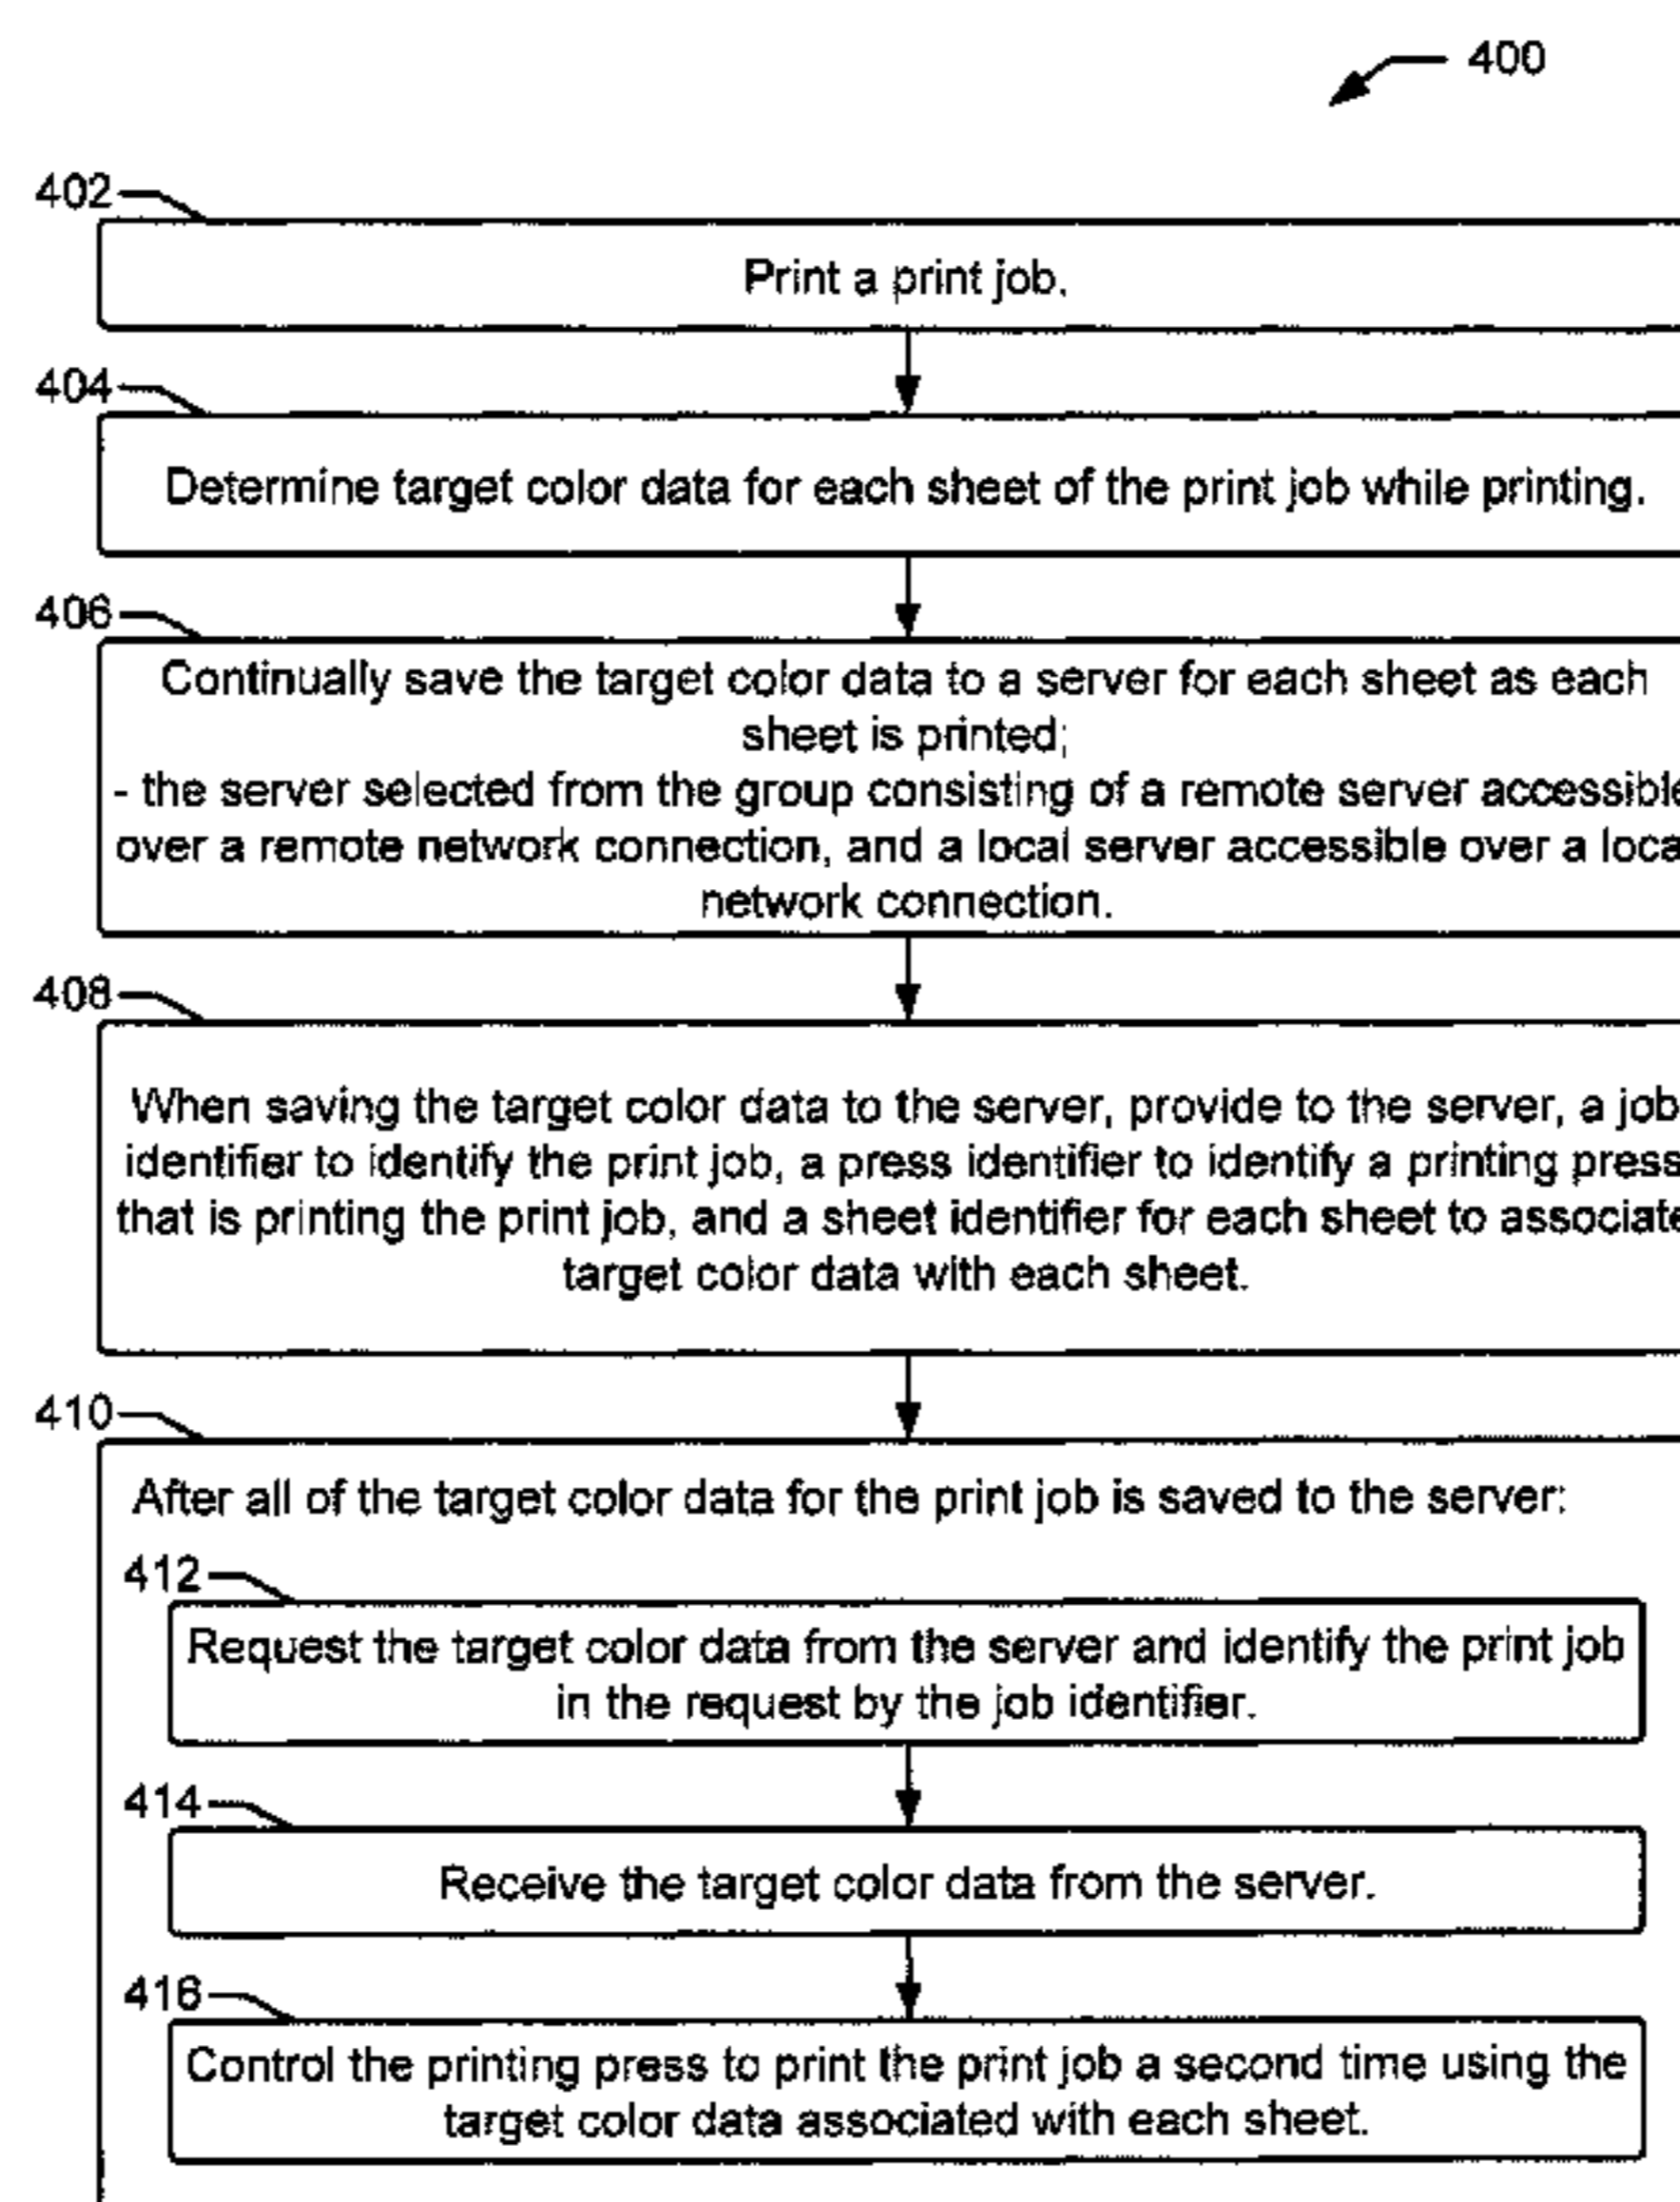 400
402
Print a print job.
404
Determine target color data for each sheet of the print job while printing.
406
Continually save the target color data to a server for each sheet as each
sheet is printed;
- the server selected from the group consisting of a remote server accessible
over a remote network connection, and a local server accessible over a loca
network connection.
408
When saving the target color data to the server, provide to the server, a job
identifier to identify the print job, a press identifier to identify a printing press
that is printing the print job, and a sheet identifier for each sheet to associate
target color data with each sheet.
410
After all of the target color data for the print job is saved to the server:
412
Request the target color data from the server and identify the print job
in the request by the job identifier.
414
Receive the target color data from the server.
416
Control the printing press to print the print job a second time using the
target color data associated with each sheet.